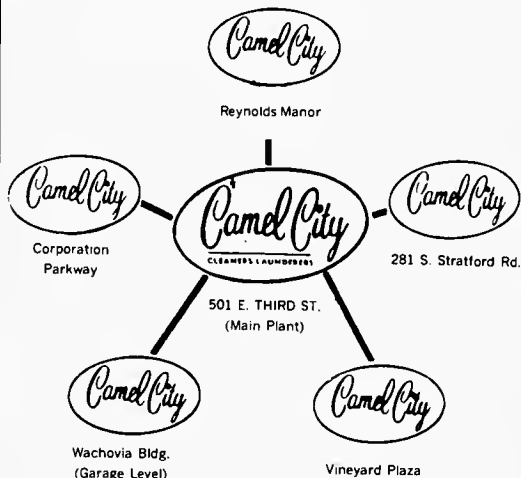 Camel City
Reynolds Manor
Camel City
Corporation
Parkway
Camel City
CLEANERS LAUNDERERS
501 E. THIRD ST.
(Main Plant)
Camel City
281 S. Stratford Rd.
Camel City
Wachovia Bldg.
(Garage Level)
Camel City
Vineyard Plaza